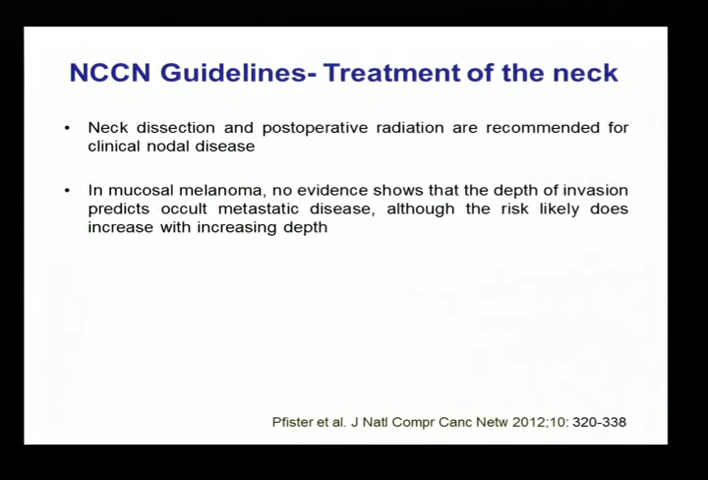 NCCN Guidelines- Treatment of the neck
• Neck dissection and postoperative radiation are recommended for
clinical nodal disease
• In mucosal melanoma, no evidence shows that the depth of invasion
predicts occult metastatic disease, although the risk likely does
increase with increasing depth
Pfister et al. J Natl Compr Canc Netw 2012;10: 320-338